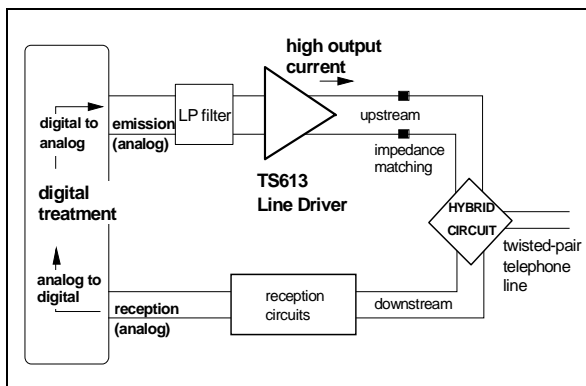 high output
current
digital to
analog
emission
(analog)
LP filter
upstream
impedance
matching
TS613
Line Driver
digital
treatment
HYBRID
CIRCUIT
twisted-pair
telephone
line
analog to
digital
reception
(analog)
reception
circuits
downstream